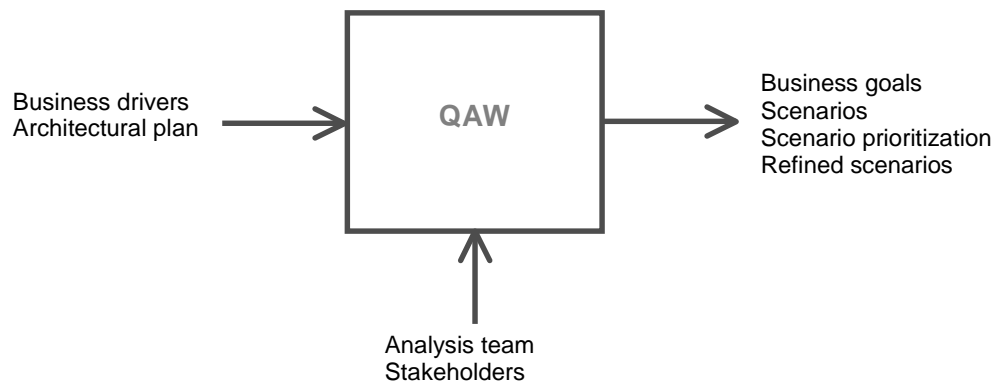 Business drivers
Architectural plan
QAW
Business goals
Scenarios
Scenario prioritization
Refined scenarios
Analysis team
Stakeholders